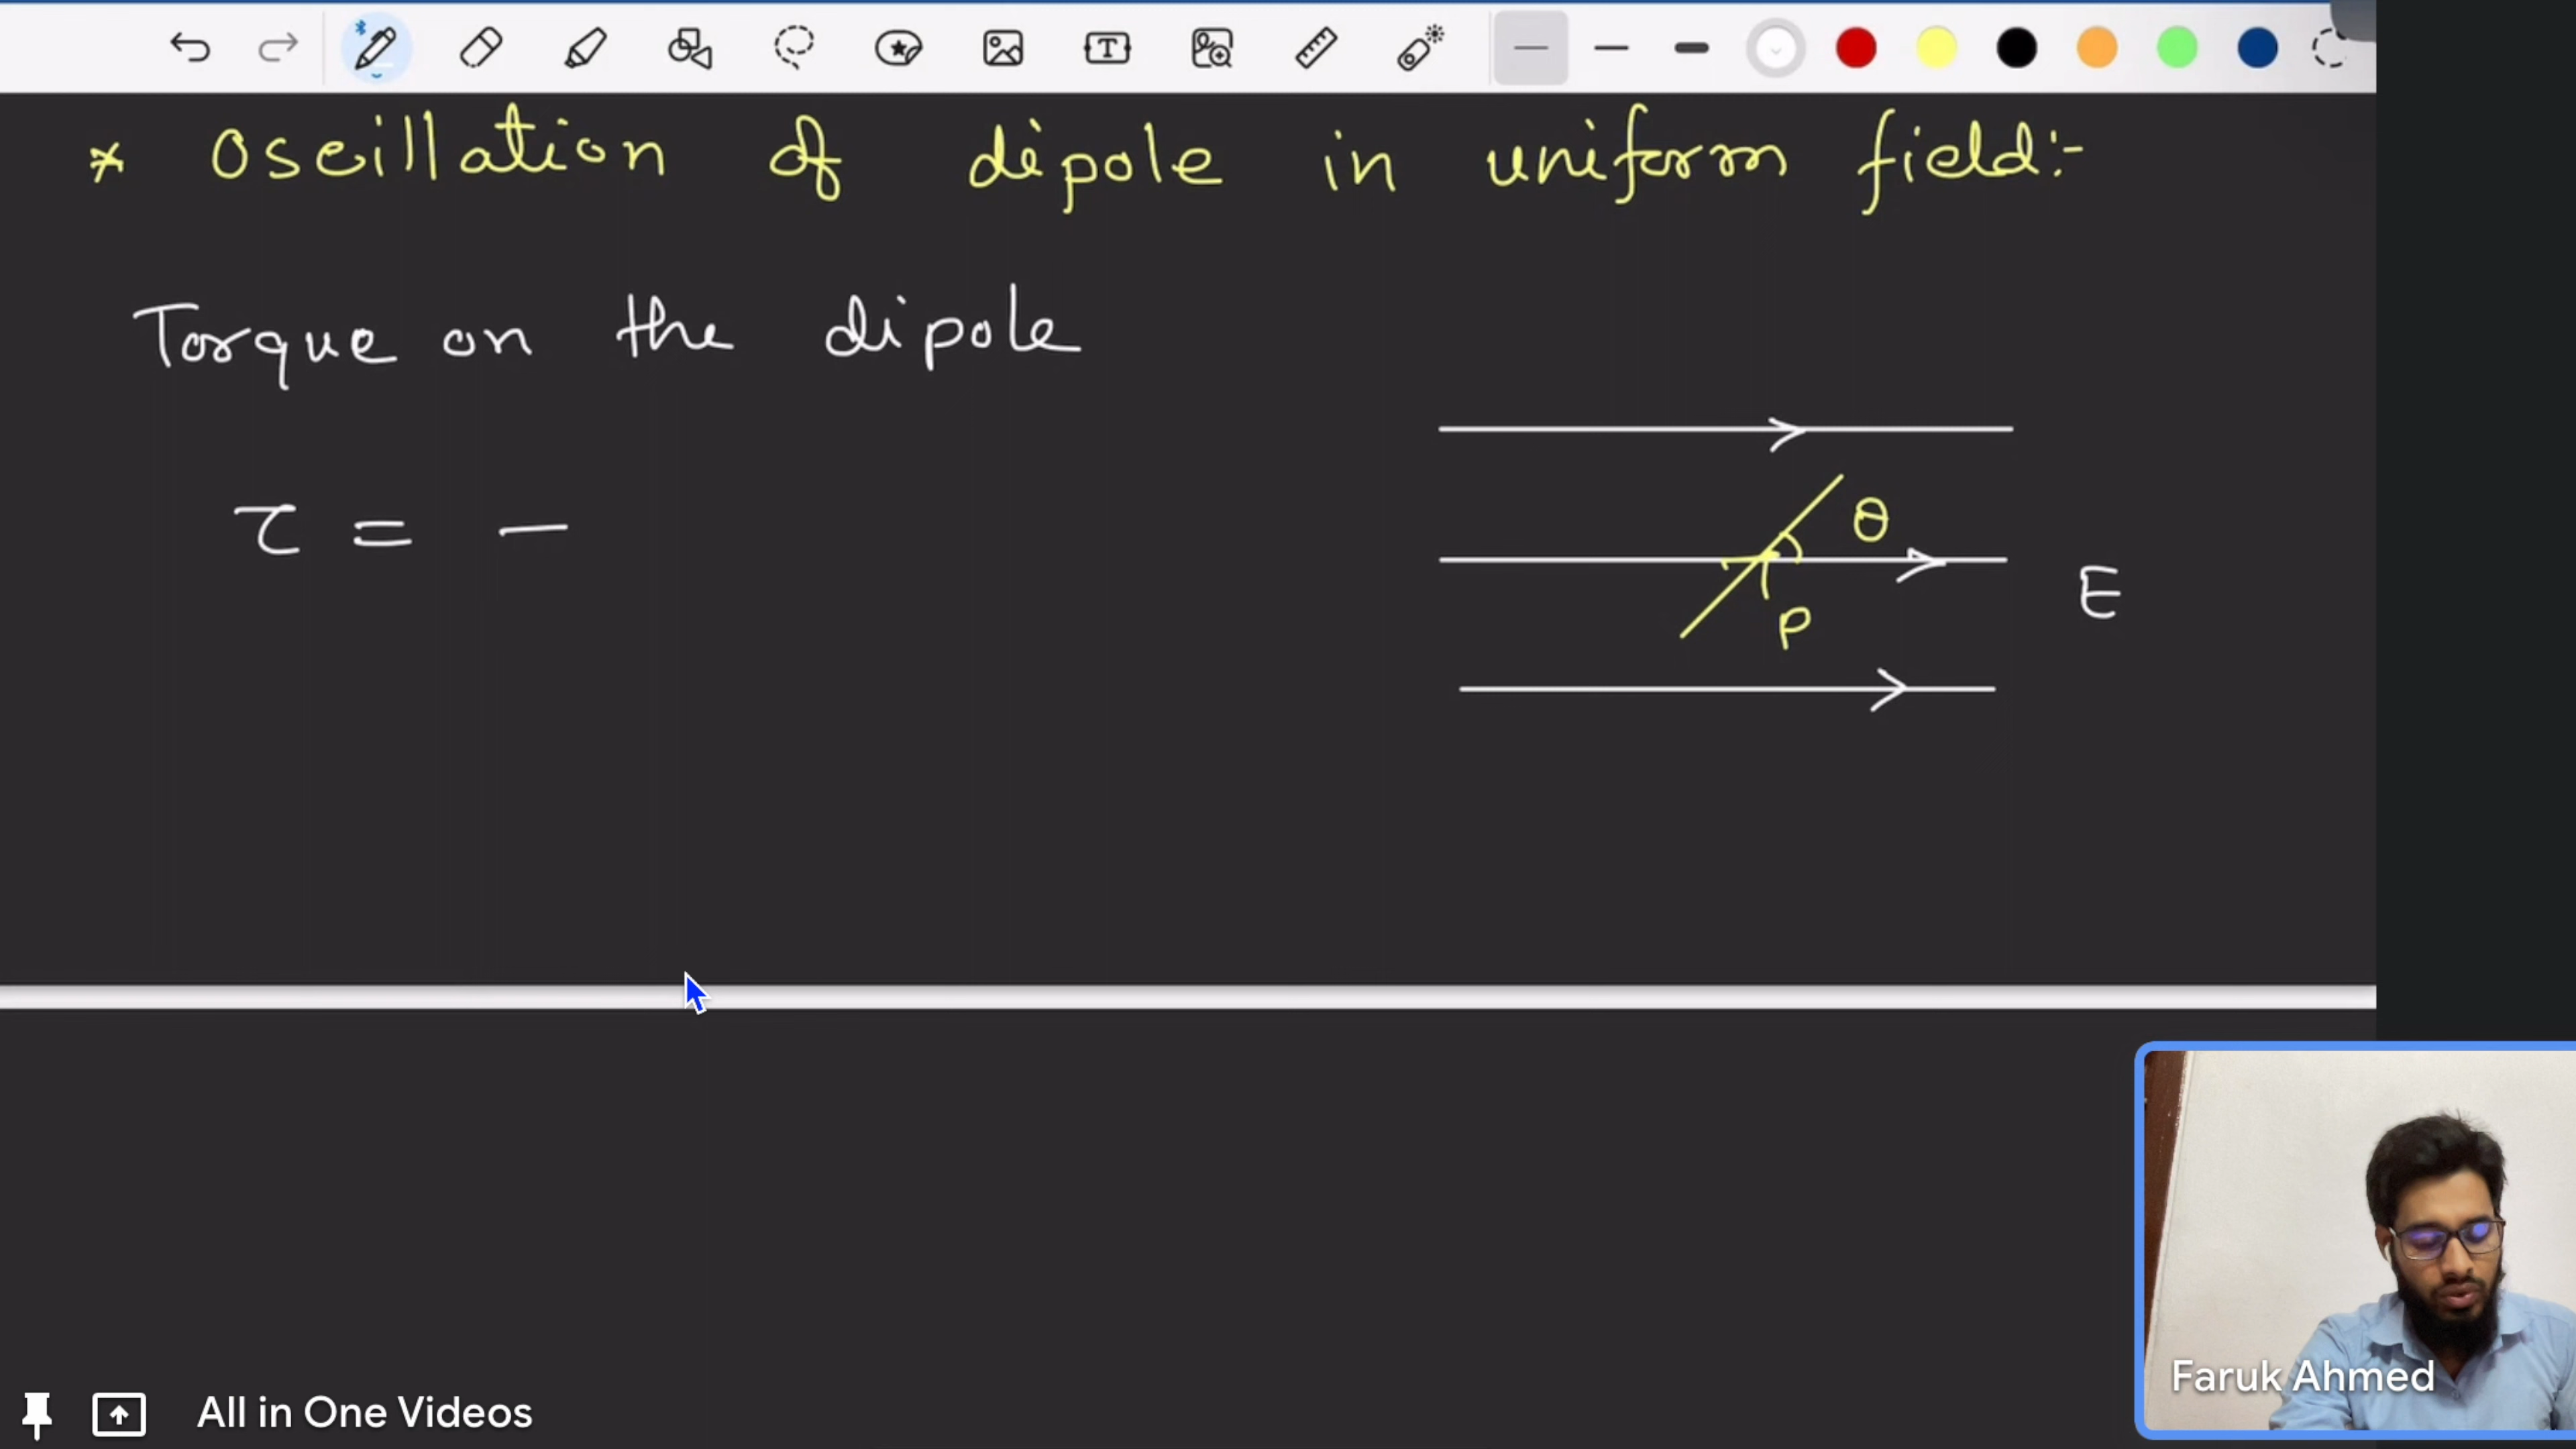 * Oscillation of dipole in uniform field:-
Torque on the dipole
τ = −
θ
E
P
Faruk Ahmed
All in One Videos